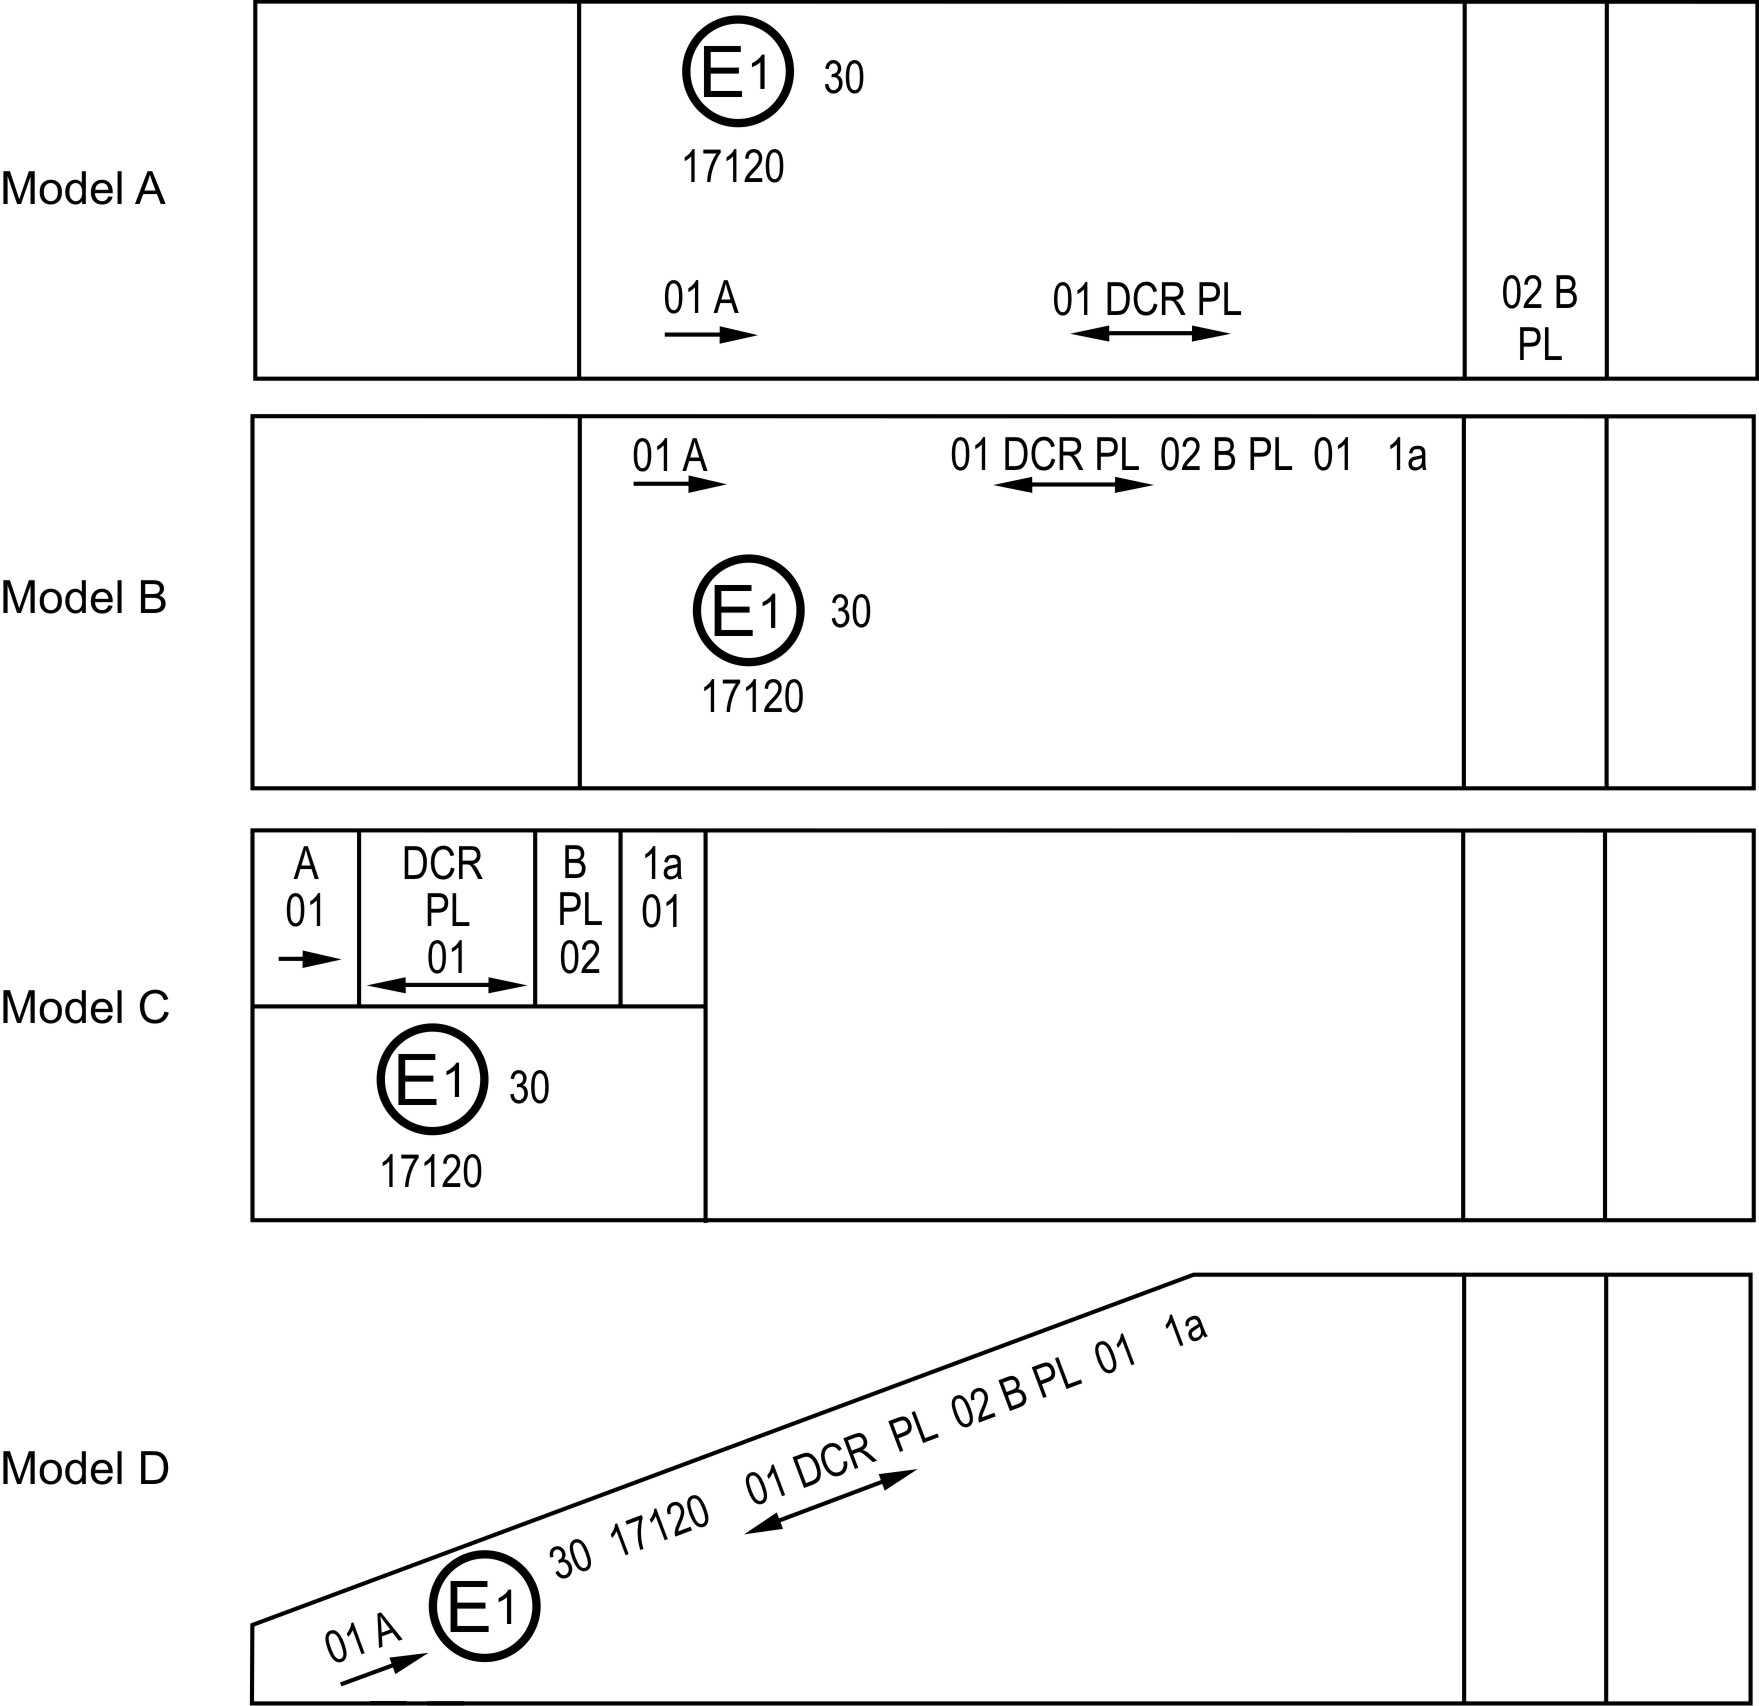 Model A
E1 30
17120
01 A
01 DCR PL
02 B
PL
Model B
01 A 01 DCR PL 02 B PL 01 1a
E1 30
17120
Model C
A
01
DCR
PL
01
B
PL
02
1a
01
E1 30
17120
Model D
01 A E1 30 17120 01 DCR PL 02 B PL 01 1a